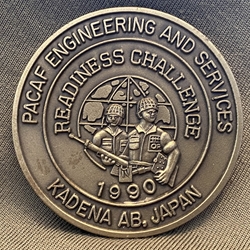 PACAF ENGINEERING AND SERVICES
READINESS CHALLENGE
1990
KADENA AB, JAPAN